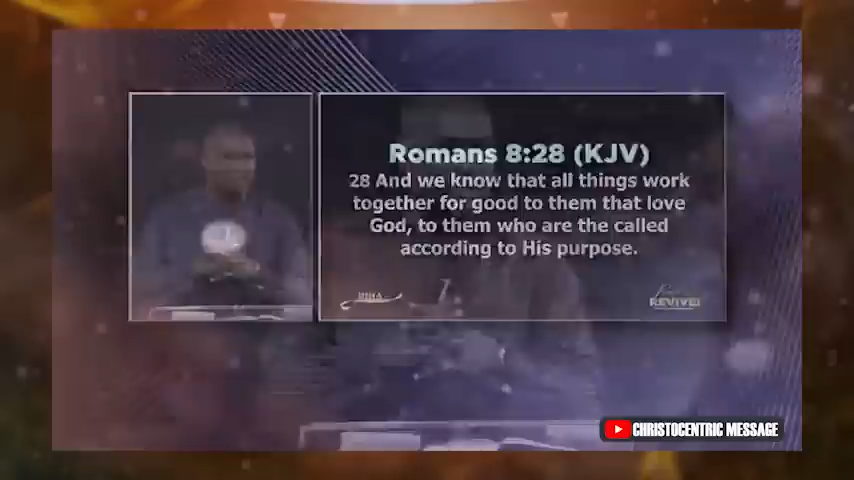 Romans 8:28 (KJV)
28 And we know that all things work
together for good to them that love
God, to them who are the called
according to His purpose.
REVIVE!
CHRISTOCENTRIC MESSAGE